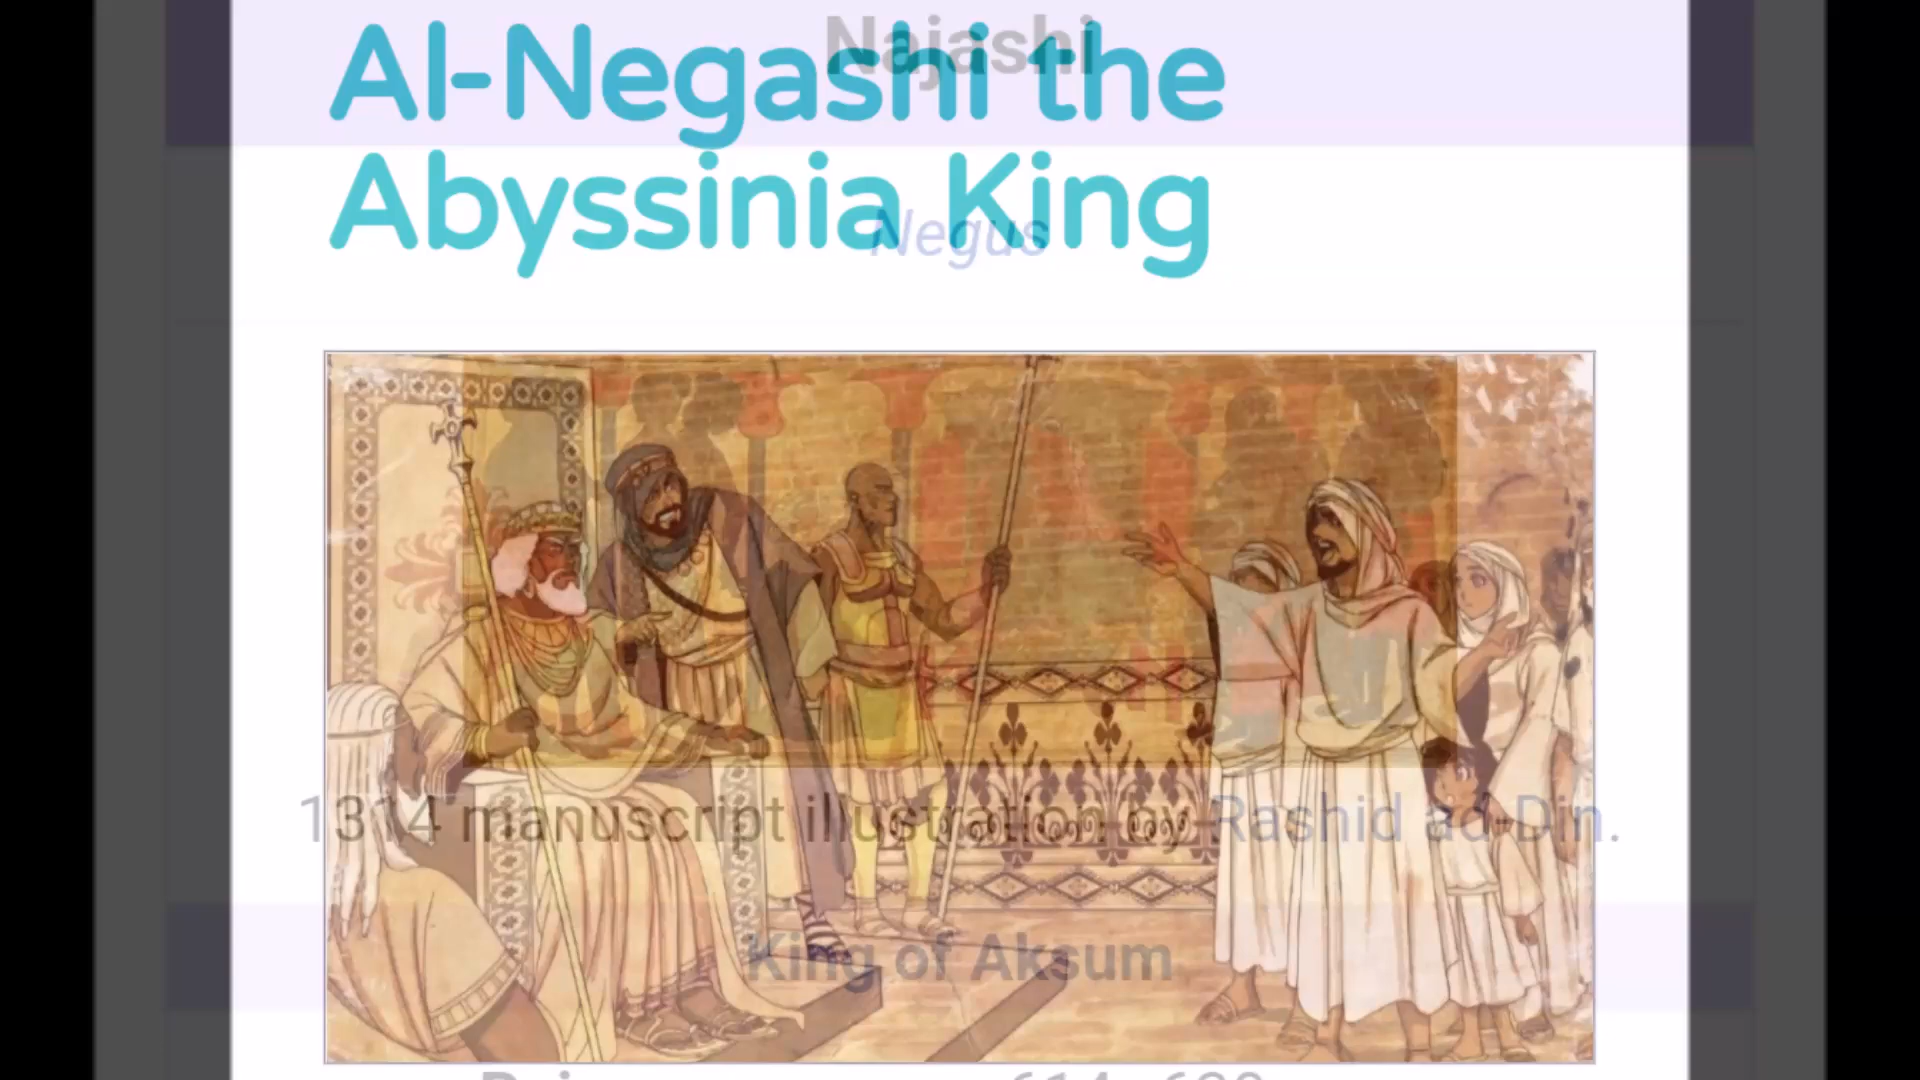 Najashi
Al-Negashi the
Abyssinia King
Negus
1314 manuscript illustration by Rashid ad-Din.
King of Aksum